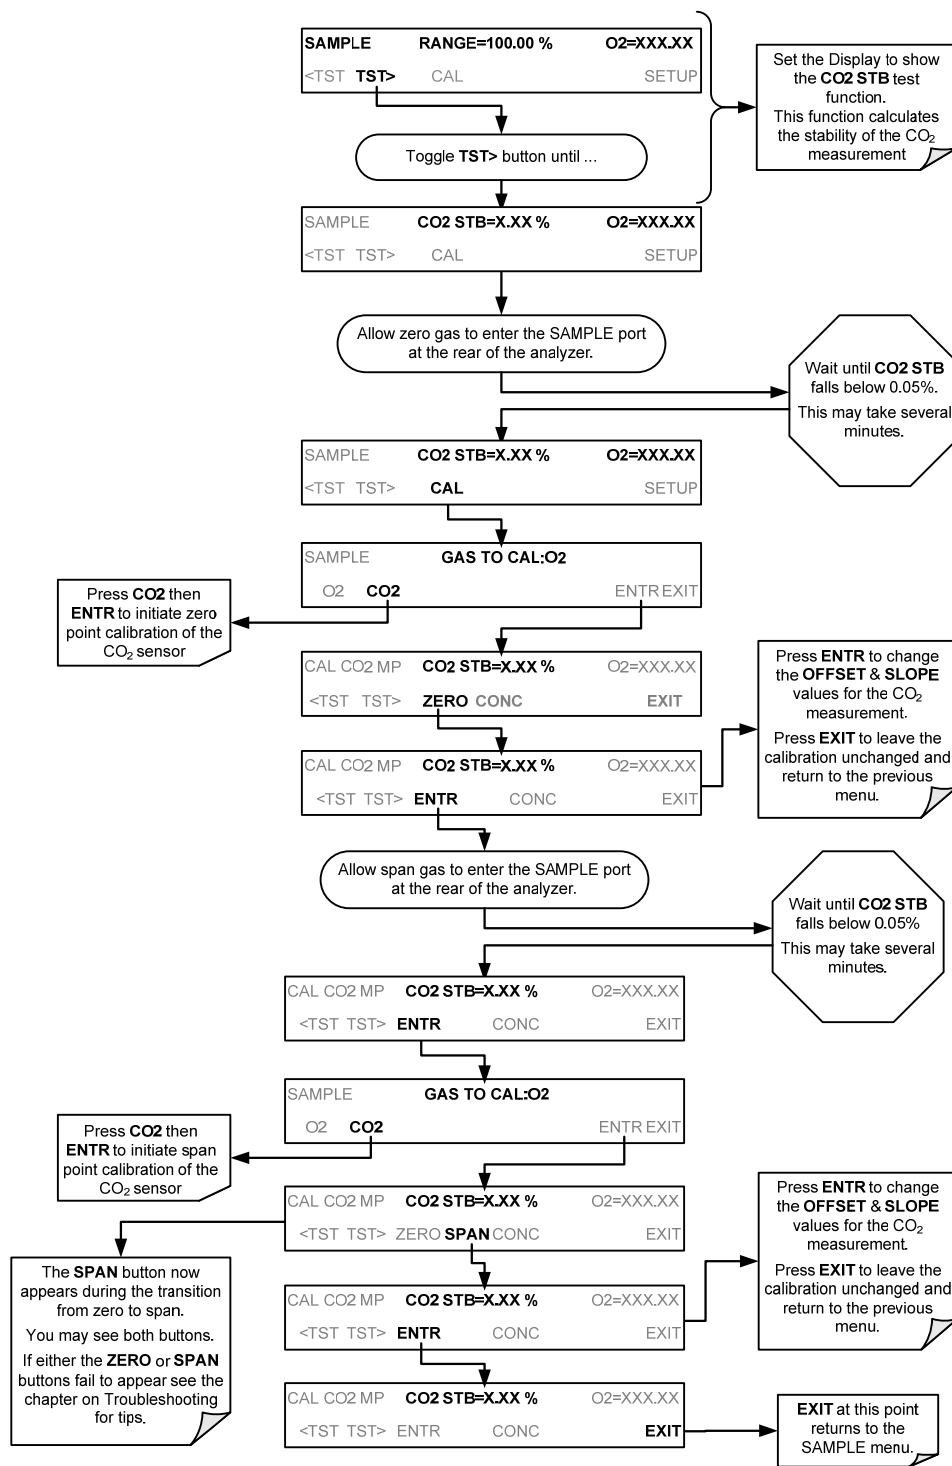 SAMPLE RANGE=100.00 % O2=XXX.XX
<TST TST> CAL SETUP
Set the Display to show
the CO2 STB test
function.
This function calculates
the stability of the CO₂
measurement
Toggle TST> button until ...
SAMPLE CO2 STB=X.XX % O2=XXX.XX
<TST TST> CAL SETUP
Allow zero gas to enter the SAMPLE port
at the rear of the analyzer.
Wait until CO2 STB
falls below 0.05%.
This may take several
minutes.
SAMPLE CO2 STB=X.XX % O2=XXX.XX
<TST TST> CAL SETUP
SAMPLE GAS TO CAL:O2
O2 CO2 ENTR EXIT
Press CO2 then
ENTR to initiate zero
point calibration of the
CO₂ sensor
CAL CO2 MP CO2 STB=X.XX % O2=XXX.XX
<TST TST> ZERO CONC EXIT
CAL CO2 MP CO2 STB=X.XX % O2=XXX.XX
<TST TST> ENTR CONC EXIT
Press ENTR to change
the OFFSET & SLOPE
values for the CO₂
measurement.
Press EXIT to leave the
calibration unchanged and
return to the previous
menu.
Allow span gas to enter the SAMPLE port
at the rear of the analyzer.
Wait until CO2 STB
falls below 0.05%
This may take several
minutes.
CAL CO2 MP CO2 STB=X.XX % O2=XXX.XX
<TST TST> ENTR CONC EXIT
SAMPLE GAS TO CAL:O2
O2 CO2 ENTR EXIT
Press CO2 then
ENTR to initiate span
point calibration of the
CO₂ sensor
CAL CO2 MP CO2 STB=X.XX % O2=XXX.XX
<TST TST> ZERO SPAN CONC EXIT
The SPAN button now
appears during the transition
from zero to span.
You may see both buttons.
If either the ZERO or SPAN
buttons fail to appear see the
chapter on Troubleshooting
for tips.
CAL CO2 MP CO2 STB=X.XX % O2=XXX.XX
<TST TST> ENTR CONC EXIT
Press ENTR to change
the OFFSET & SLOPE
values for the CO₂
measurement.
Press EXIT to leave the
calibration unchanged and
return to the previous
menu.
CAL CO2 MP CO2 STB=X.XX % O2=XXX.XX
<TST TST> ENTR CONC EXIT
EXIT at this point
returns to the
SAMPLE menu.